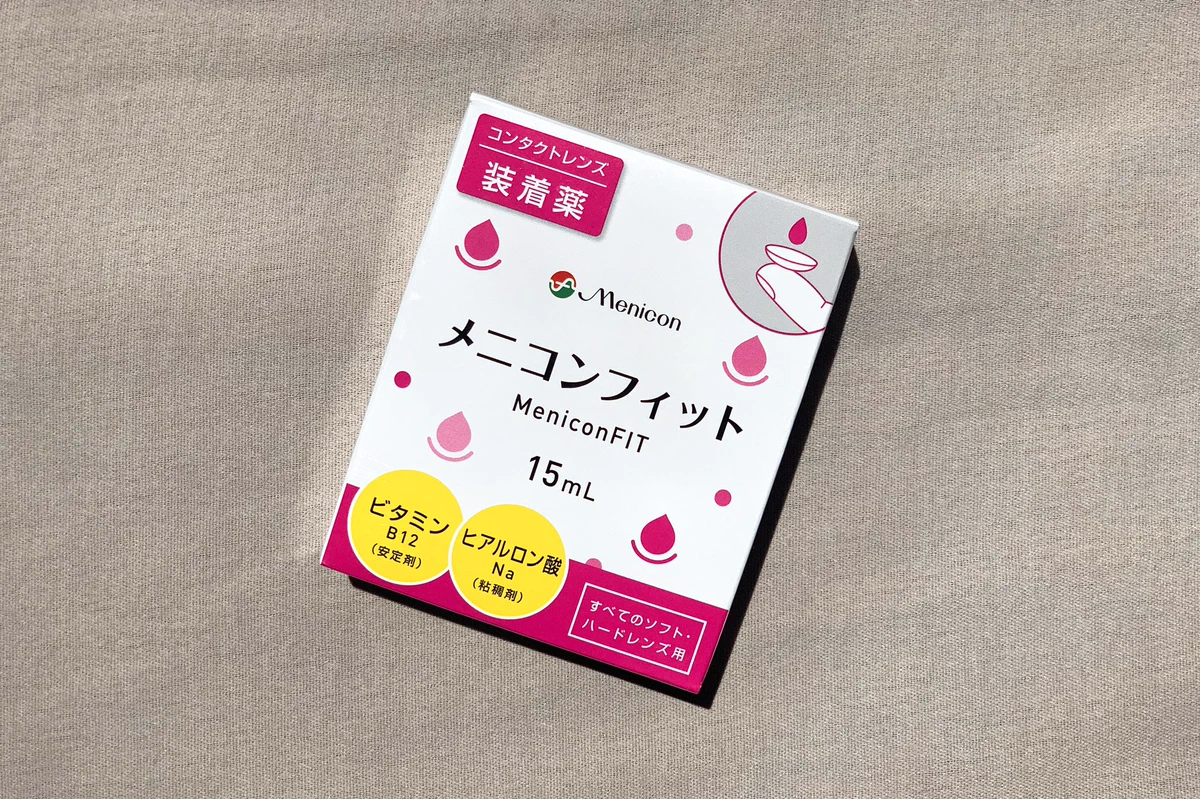 コンタクトレンズ
装着薬
Menicon
メニコンフィット
MeniconFIT
15mL
ビタミン
B12
(安定剤)
ヒアルロン酸
Na
(粘稠剤)
すべてのソフト・
ハードレンズ用